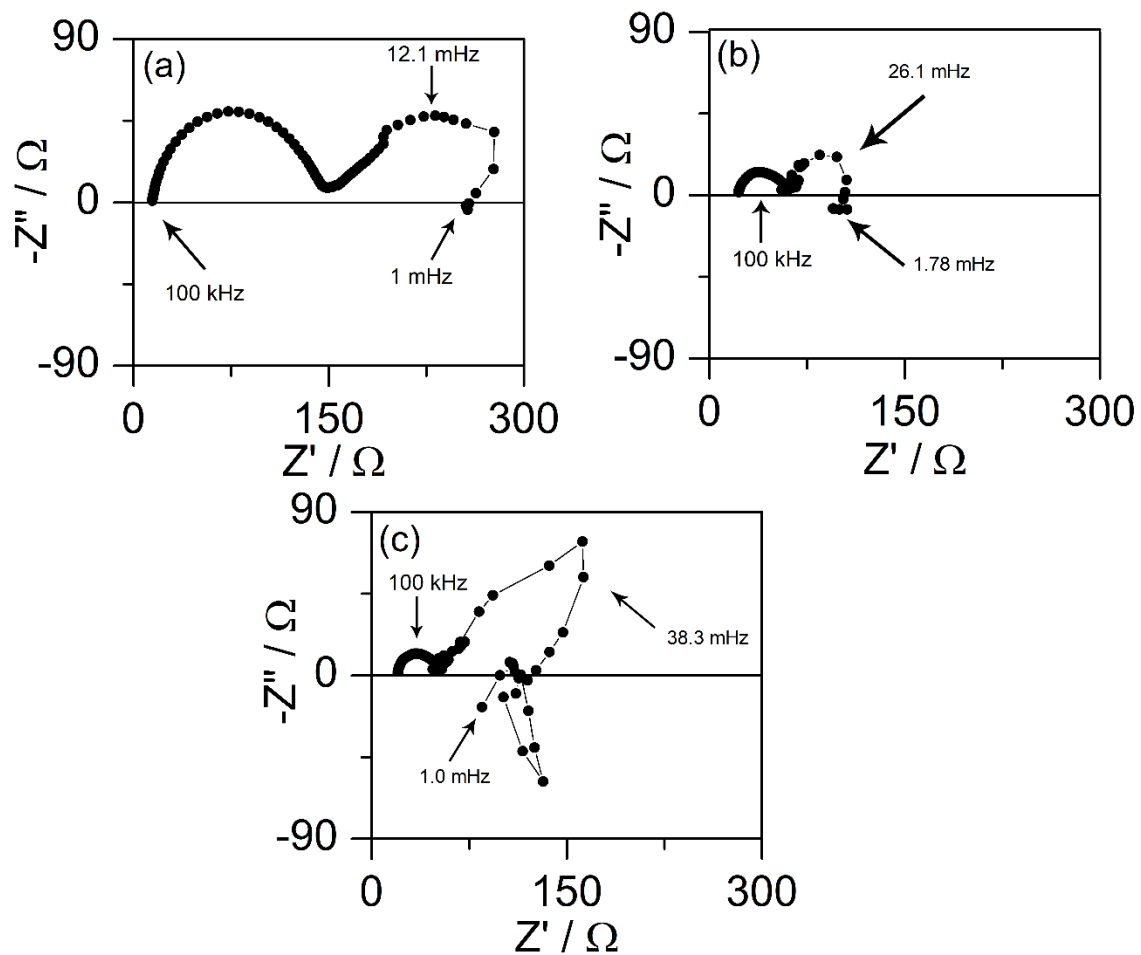 (a)
90
0
-90
-Z" / Ω
12.1 mHz
100 kHz
1 mHz
0
150
300
Z' / Ω
(b)
90
0
-90
-Z" / Ω
26.1 mHz
100 kHz
1.78 mHz
0
150
300
Z' / Ω
(c)
90
0
-90
-Z" / Ω
100 kHz
38.3 mHz
1.0 mHz
0
150
300
Z' / Ω